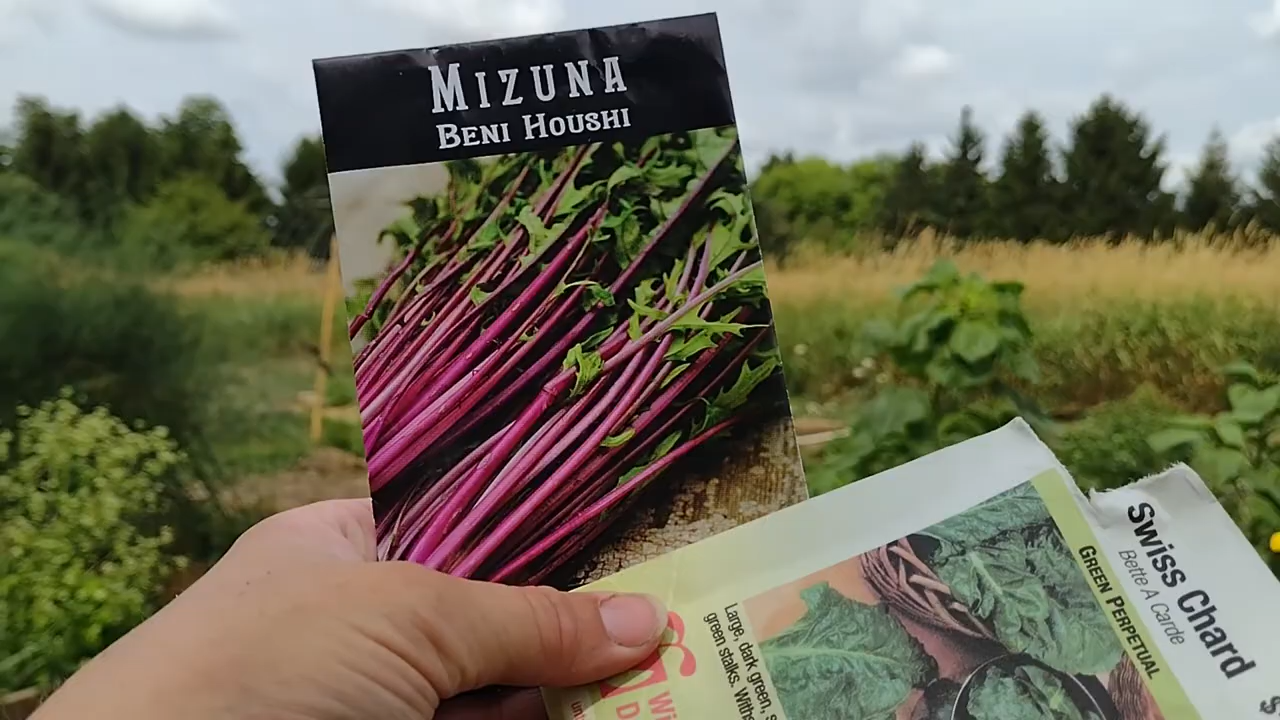 MIZUNA
BENI HOUSHI
Swiss Chard
Bette A Carde
GREEN PERPETUAL
Large, dark green,
green stalks.
$